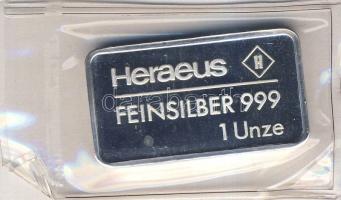 Heraeus H
FEINSILBER 999
1 Unze